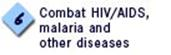 6
Combat HIV/AIDS,
malaria and
other diseases